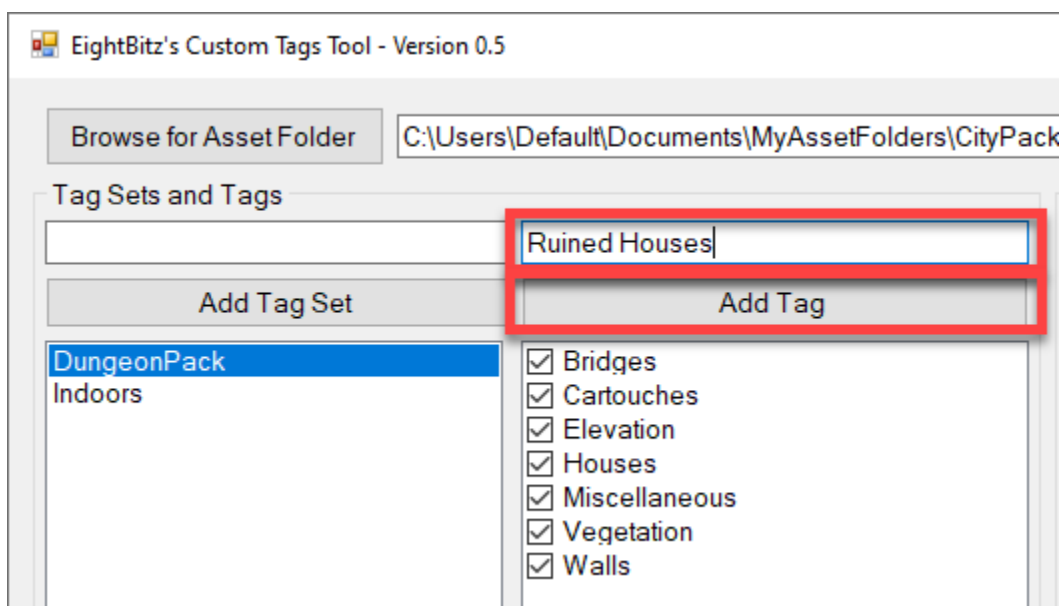 EightBitz's Custom Tags Tool - Version 0.5
Browse for Asset Folder
C:\Users\Default\Documents\MyAssetFolders\CityPack
Tag Sets and Tags
Ruined Houses
Add Tag Set
Add Tag
DungeonPack
Indoors
Bridges
Cartouches
Elevation
Houses
Miscellaneous
Vegetation
Walls